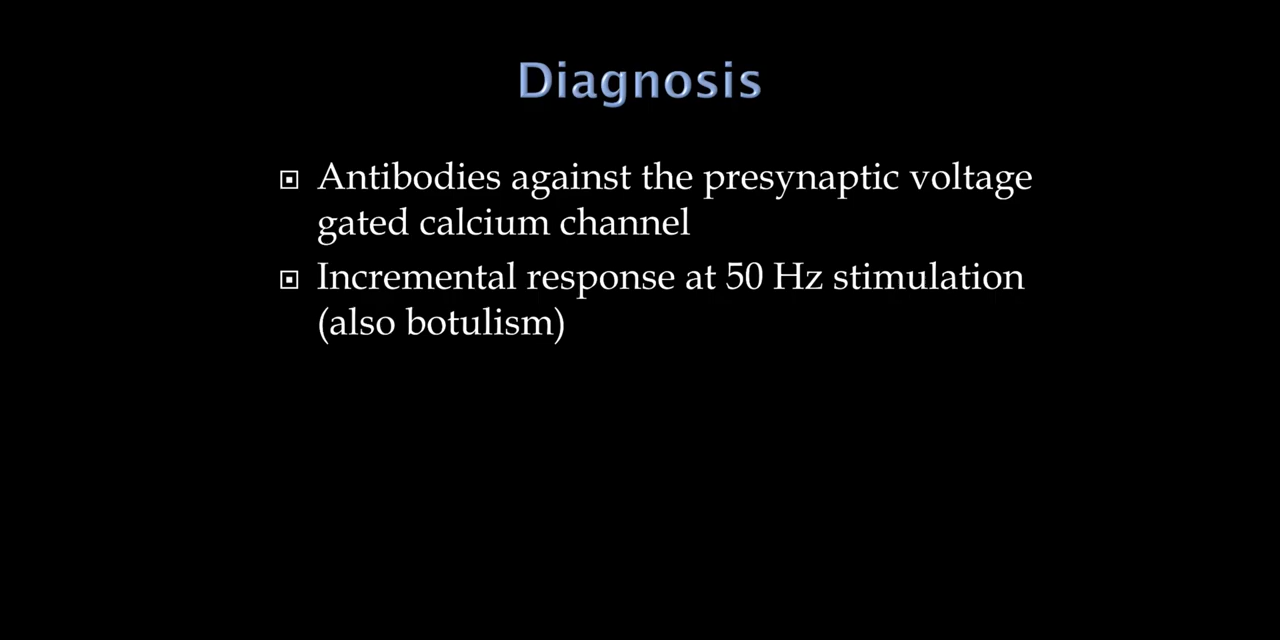 Diagnosis
Antibodies against the presynaptic voltage
gated calcium channel
Incremental response at 50 Hz stimulation
(also botulism)